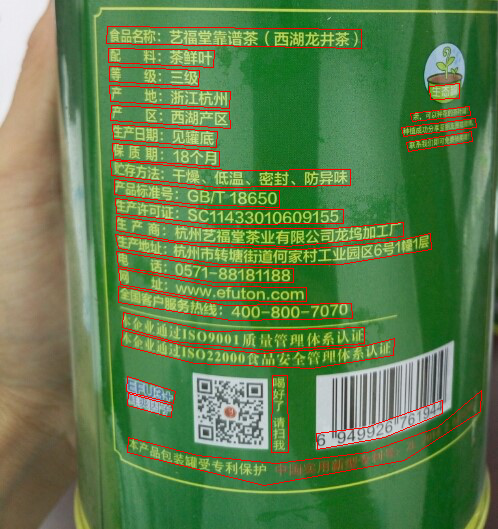 食品名称：艺福堂靠谱茶（西湖龙井茶）
配 料：茶鲜叶
等 级：三级
产 地：浙江杭州
产 区：西湖产区
生产日期：见罐底
保 质 期：18个月
贮存方法：干燥、低温、密封、防异味
产品标准号：GB/T 18650
生产许可证：SC11433010609155
生 产 商：杭州艺福堂茶业有限公司龙坞加工厂
生产地址：杭州市转塘街道何家村工业园区6号1幢1层
电 话：0571-88181188
网 址：www.efuton.com
全国客户服务热线：400-800-7070
本企业通过ISO9001质量管理体系认证
本企业通过ISO22000食品安全管理体系认证
喝好了 请扫我
6 949926 76194
本产品包装罐受专利保护